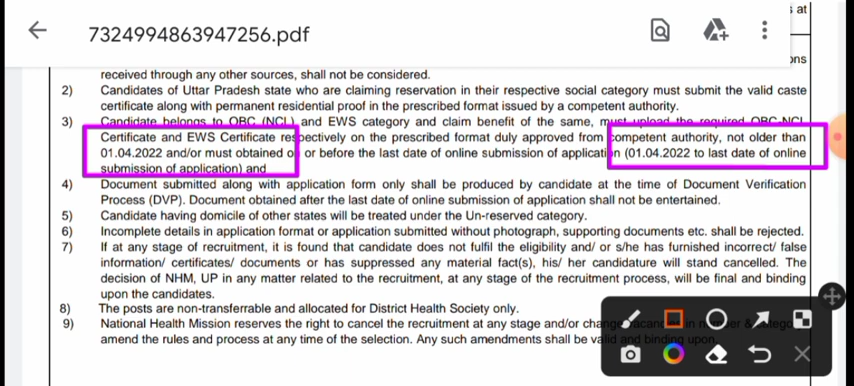 s at
7324994863947256.pdf
ons
received through any other sources, shall not be considered.
2) Candidates of Uttar Pradesh state who are claiming reservation in their respective social category must submit the valid caste
certificate along with permanent residential proof in the prescribed format issued by a competent authority.
3) Candidate belongs to OBC (NCL) and EWS category and claim benefit of the same, must upload the required OBC-NCL
Certificate and EWS Certificate respectively on the prescribed format duly approved from competent authority, not older than
01.04.2022 and/or must obtained on or before the last date of online submission of application (01.04.2022 to last date of online
submission of application) and
4) Document submitted along with application form only shall be produced by candidate at the time of Document Verification
Process (DVP). Document obtained after the last date of online submission of application shall not be entertained.
5) Candidate having domicile of other states will be treated under the Un-reserved category.
6) Incomplete details in application format or application submitted without photograph, supporting documents etc. shall be rejected.
7) If at any stage of recruitment, it is found that candidate does not fulfil the eligibility and/ or s/he has furnished incorrect/ false
information/ certificates/ documents or has suppressed any material fact(s), his/ her candidature will stand cancelled. The
decision of NHM, UP in any matter related to the recruitment, at any stage of the recruitment process, will be final and binding
upon the candidates.
8) The posts are non-transferrable and allocated for District Health Society only.
9) National Health Mission reserves the right to cancel the recruitment at any stage and/or change vacancy in number &
amend the rules and process at any time of the selection. Any such amendments shall be valid and binding upon